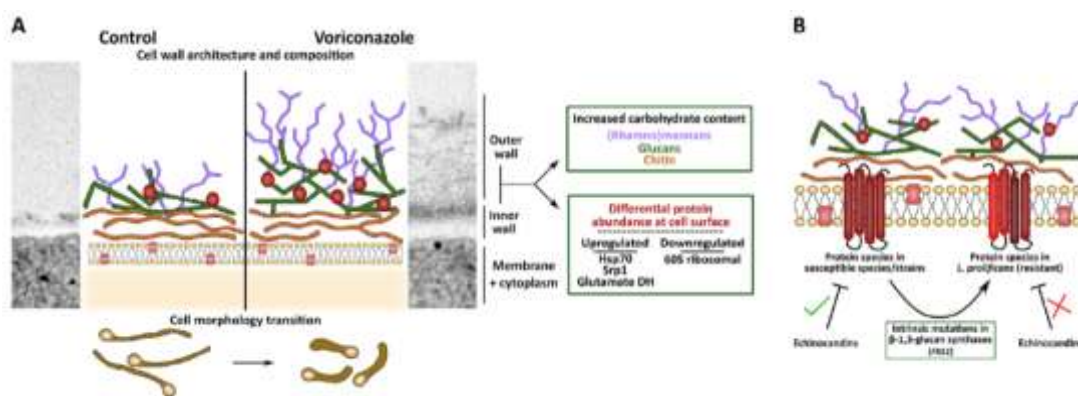 A
Control
Voriconazole
Cell wall architecture and composition
Outer wall
Inner wall
Membrane
+ cytoplasm
Increased carbohydrate content
(Rhamno)mannans
Glucans
Chitin
Differential protein
abundance at cell surface
Upregulated
Downregulated
Hsp70
60S ribosomal
Srp1
Glutamate DH
Cell morphology transition
B
Protein species in
susceptible species/strains
Protein species in
L. prolificans (resistant)
Echinocandins
Intrinsic mutations in
β-1,3-glucan synthases
Echinocandins